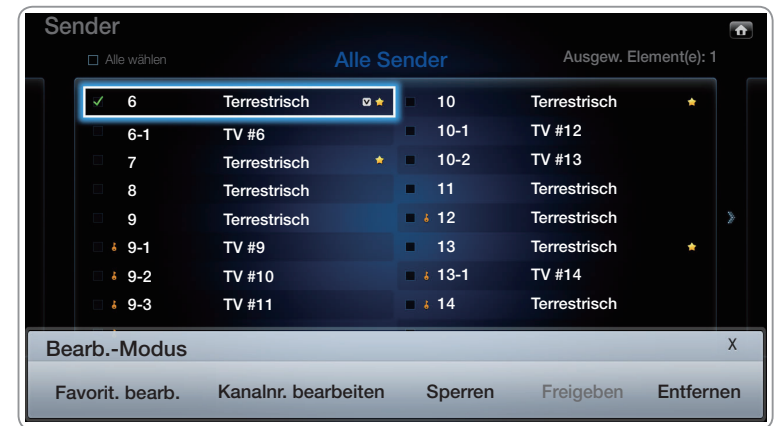 Sender
Alle wählen Alle Sender Ausgew. Element(e): 1
6 Terrestrisch 10 Terrestrisch
6-1 TV #6 10-1 TV #12
7 Terrestrisch 10-2 TV #13
8 Terrestrisch 11 Terrestrisch
9 Terrestrisch 12 Terrestrisch
9-1 TV #9 13 Terrestrisch
9-2 TV #10 13-1 TV #14
9-3 TV #11 14 Terrestrisch
Bearb.-Modus X
Favorit. bearb. Kanalnr. bearbeiten Sperren Freigeben Entfernen